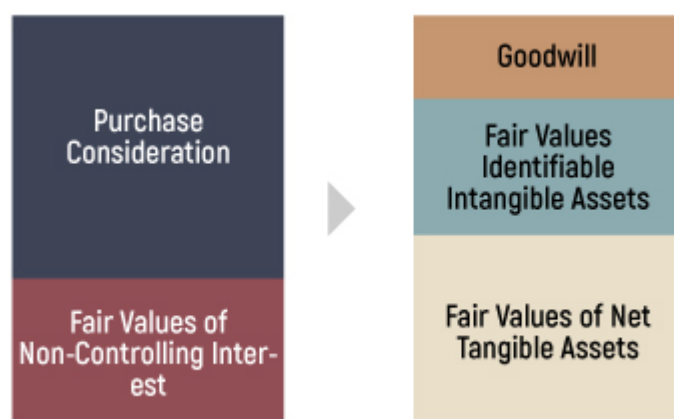 Purchase
Consideration
Fair Values of
Non-Controlling Inter-
est
Goodwill
Fair Values
Identifiable
Intangible Assets
Fair Values of Net
Tangible Assets